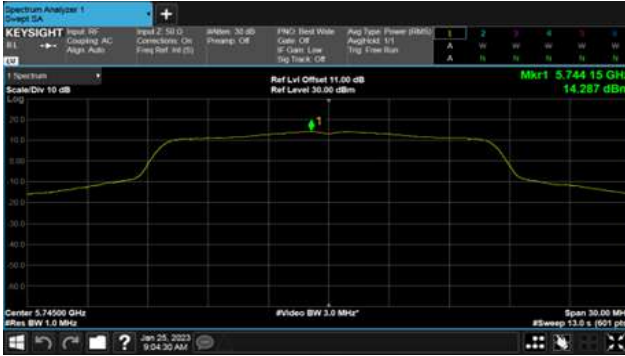 Spectrum Analyzer 1
Swept SA
+
KEYSIGHT
Input: RF
Coupling: AC
Align: Auto
Input Z: 50 Ω
Corrections: On
Freq Ref: Int (S)
#Atten: 30 dB
Preamp: Off
PNO: Best Wide
Gate: Off
IF Gain: Low
Sig Track: Off
Avg Type: Power (RMS)
Avg|Hold: 1/1
Trig: Free Run
1 2 3 4 5 6
A W W W W W
A N N N N N
1 Spectrum
Scale/Div 10 dB
Ref Lvl Offset 11.00 dB
Ref Level 30.00 dBm
Mkr1 5.744 15 GHz
14.287 dBm
Log
20.0
10.0
0.00
-10.0
-20.0
-30.0
-40.0
-50.0
-60.0
1
Center 5.74500 GHz
#Res BW 1.0 MHz
#Video BW 3.0 MHz*
Span 30.00 MHz
#Sweep 13.0 s (601 pts)
?
Jan 25, 2023
9:04:30 AM